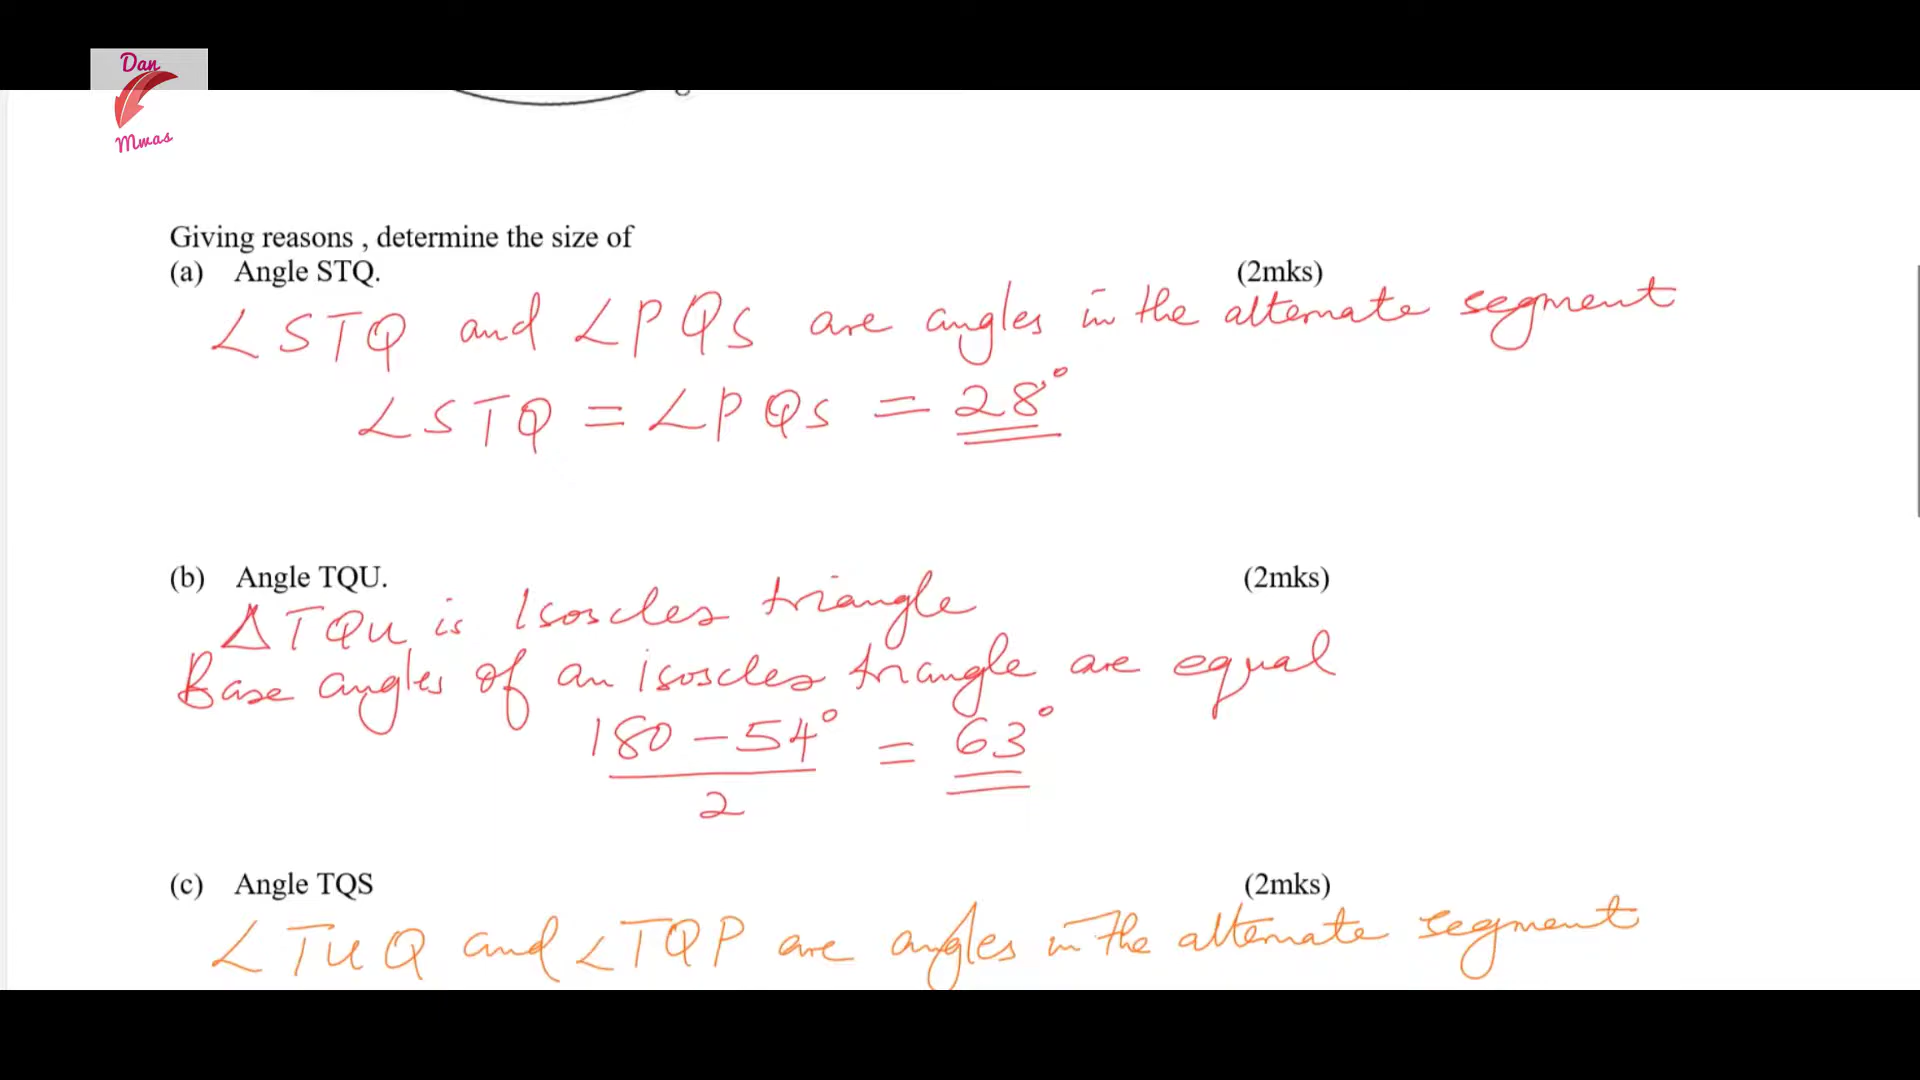 Dan
Mwas
Giving reasons , determine the size of
(a) Angle STQ. (2mks)
∠STQ and ∠PQS are angles in the alternate segment
∠STQ = ∠PQS = 28°
(b) Angle TQU. (2mks)
△TQU is Isoscles triangle
Base angles of an isoscles triangle are equal
180 - 54° = 63°
2
(c) Angle TQS (2mks)
∠TUQ and ∠TQP are angles in the alternate segment